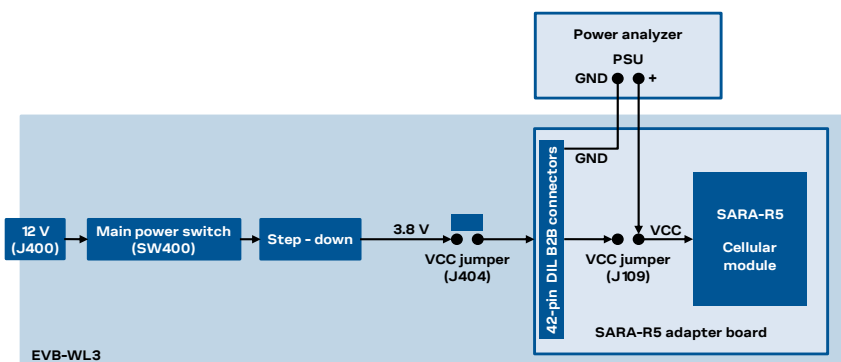 Power analyzer
PSU
GND
+
GND
42-pin DIL B2B connectors
12 V
(J400)
Main power switch
(SW400)
Step - down
3.8 V
VCC jumper
(J404)
VCC
VCC jumper
(J109)
SARA-R5
Cellular
module
SARA-R5 adapter board
EVB-WL3